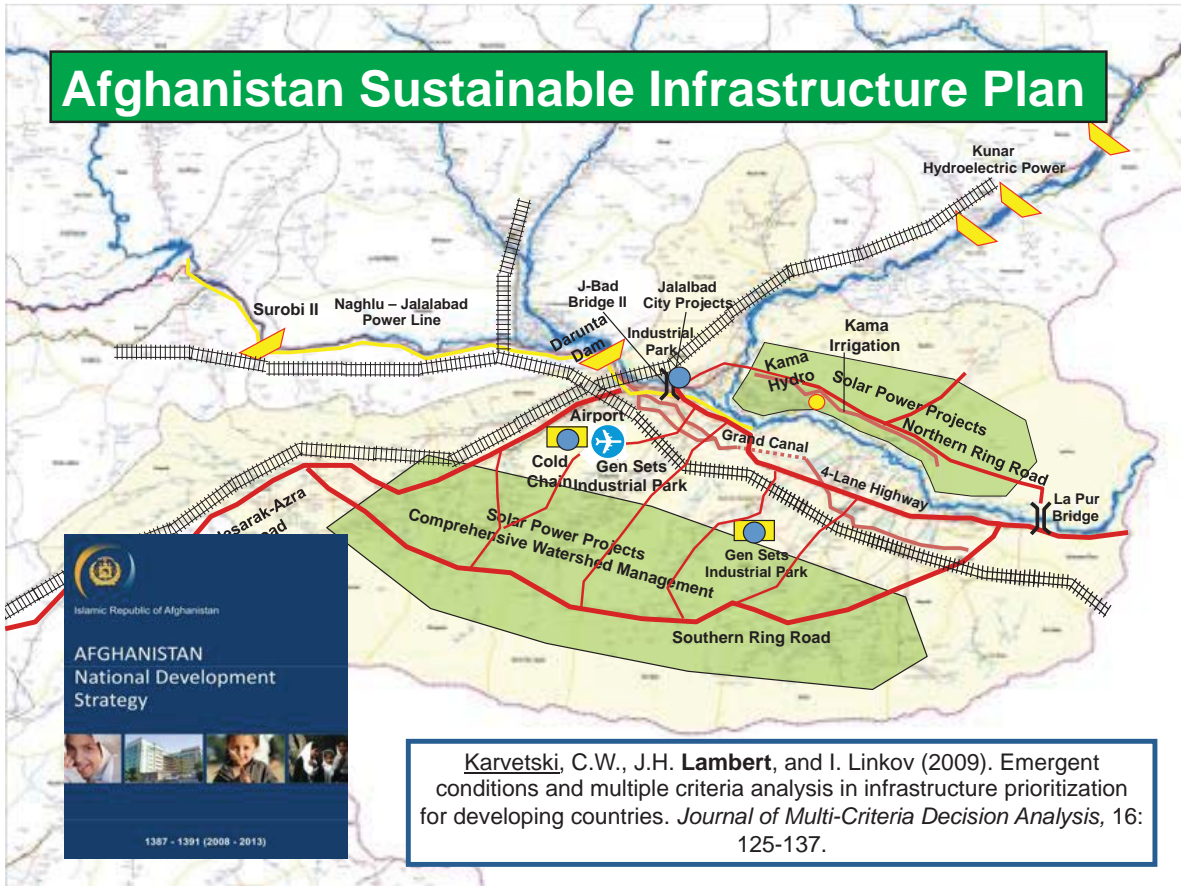 Afghanistan Sustainable Infrastructure Plan
Kunar
Hydroelectric Power
J-Bad
Bridge II
Jalalbad
City Projects
Surobi II
Naghlu – Jalalabad
Power Line
Darunta
Dam
Industrial
Park
Kama
Irrigation
Kama
Hydro
Solar Power Projects
Northern Ring Road
Airport
Grand Canal
Cold
Chain
Gen Sets
Industrial Park
4-Lane Highway
La Pur
Bridge
Solar Power Projects
Comprehensive Watershed Management
Gen Sets
Industrial Park
Southern Ring Road
Islamic Republic of Afghanistan
AFGHANISTAN
National Development
Strategy
1387 - 1391 (2008 - 2013)
Karvetski, C.W., J.H. Lambert, and I. Linkov (2009). Emergent
conditions and multiple criteria analysis in infrastructure prioritization
for developing countries. Journal of Multi-Criteria Decision Analysis, 16:
125-137.